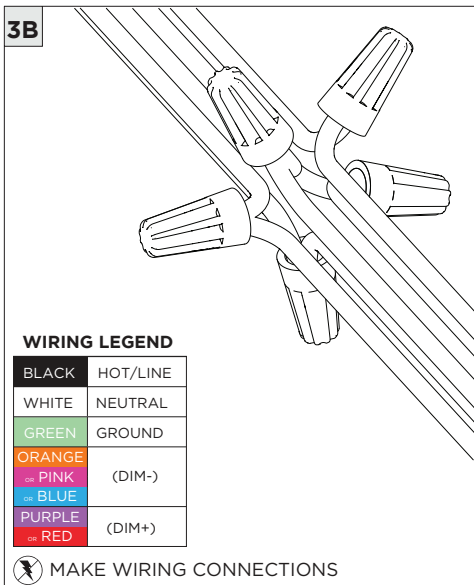 3B
WIRING LEGEND
BLACK HOT/LINE
WHITE NEUTRAL
GREEN GROUND
ORANGE
OR PINK (DIM-)
OR BLUE
PURPLE
OR RED (DIM+)
MAKE WIRING CONNECTIONS